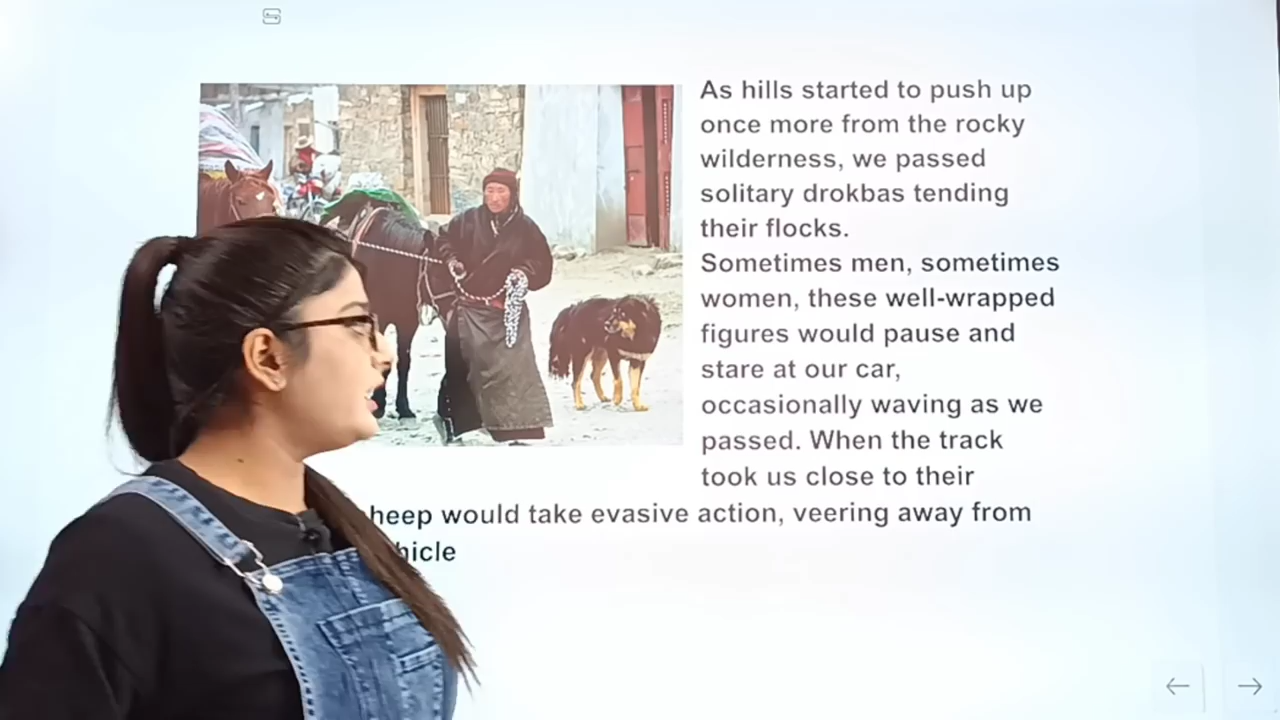 As hills started to push up
once more from the rocky
wilderness, we passed
solitary drokbas tending
their flocks.
Sometimes men, sometimes
women, these well-wrapped
figures would pause and
stare at our car,
occasionally waving as we
passed. When the track
took us close to their
heep would take evasive action, veering away from
hicle